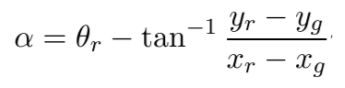 α = θ_r − tan⁻¹ (y_r − y_g)/(x_r − x_g)